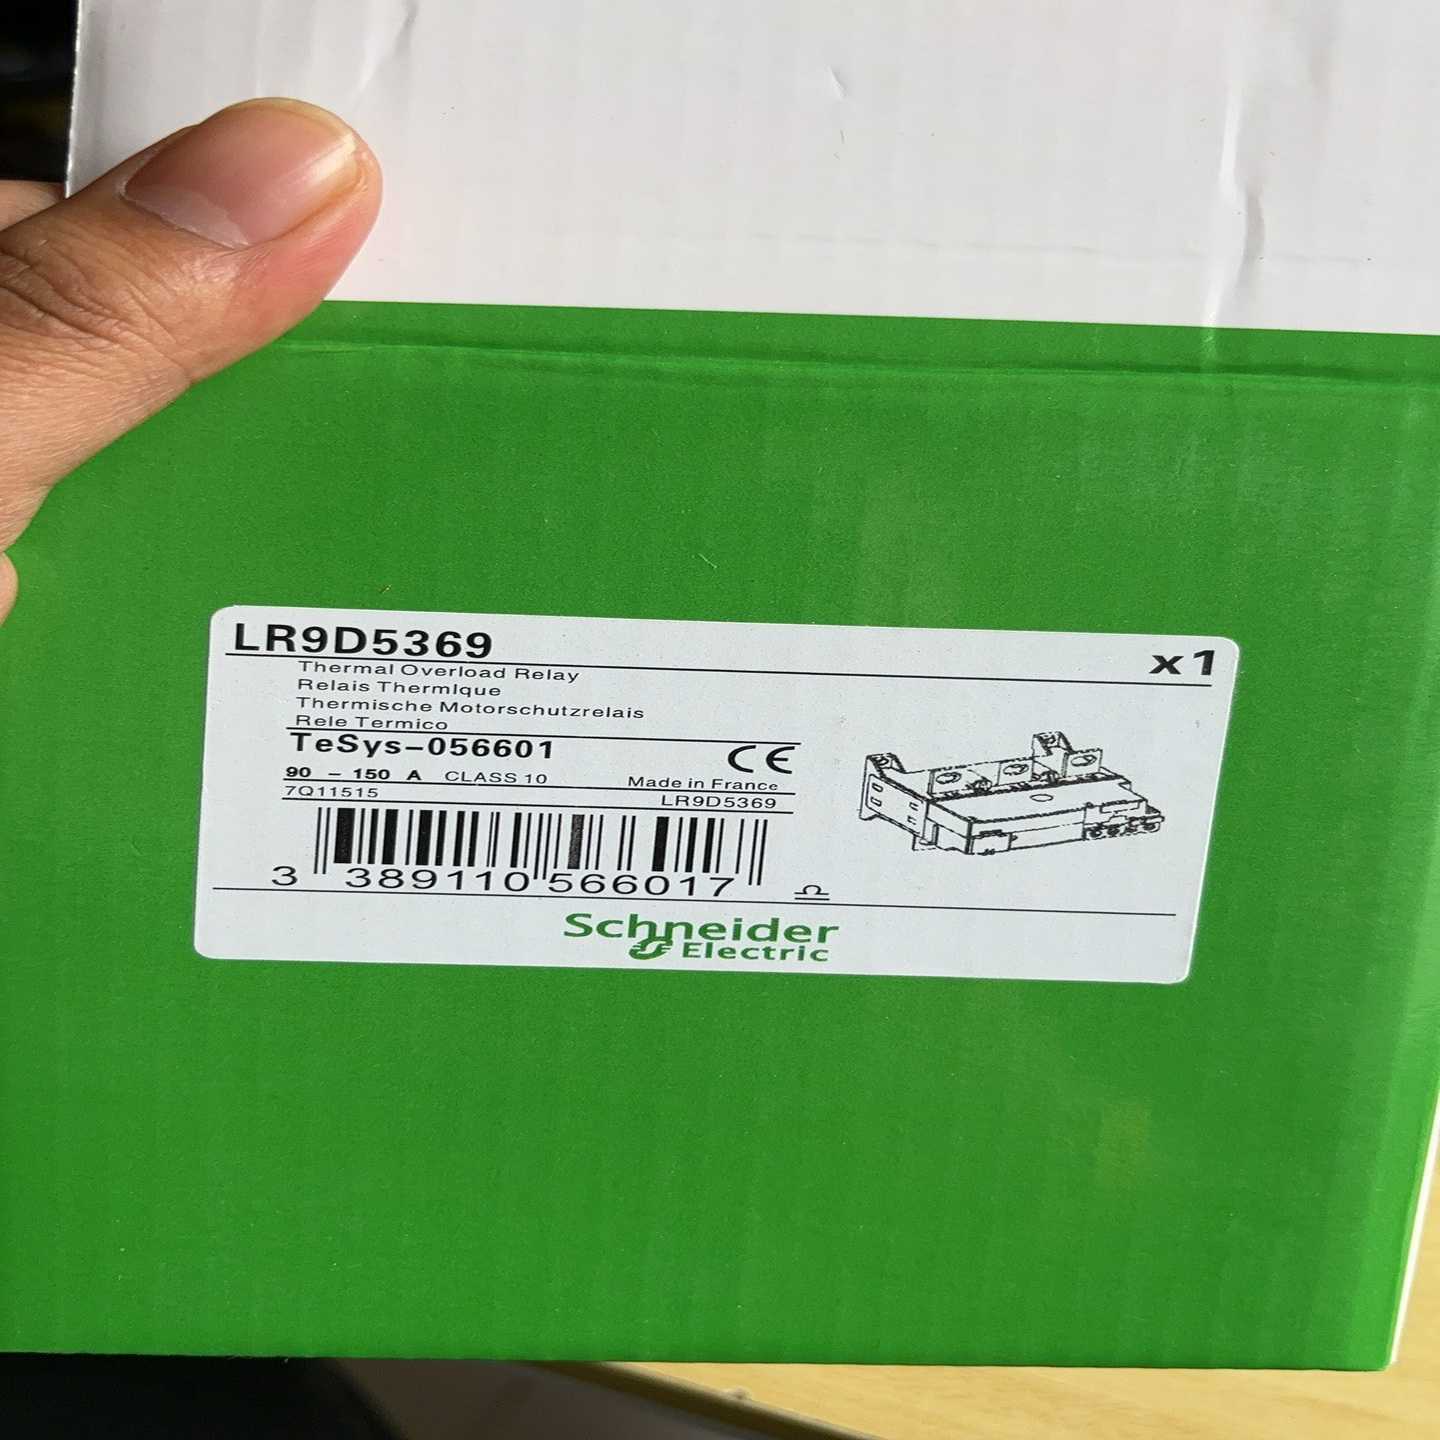 LR9D5369
x1
Thermal Overload Relay
Relais ThermIque
Thermische Motorschutzrelais
Rele Termico
TeSys-056601
CE
90 - 150 A CLASS 10
Made in France
7Q11515
LR9D5369
3 389110 566017
Schneider
Electric